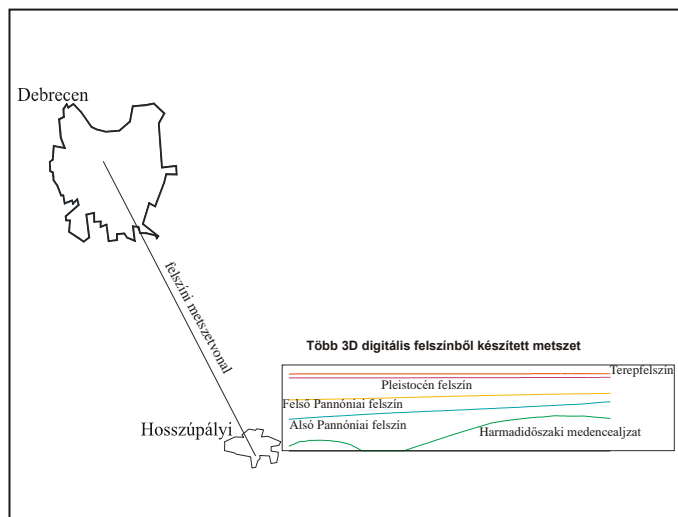 Debrecen
felszíni metszetvonal
Több 3D digitális felszínből készített metszet
Terepfelszín
Pleistocén felszín
Felső Pannóniai felszín
Alsó Pannóniai felszín
Hosszúpályi
Harmadidőszaki medencealjzat